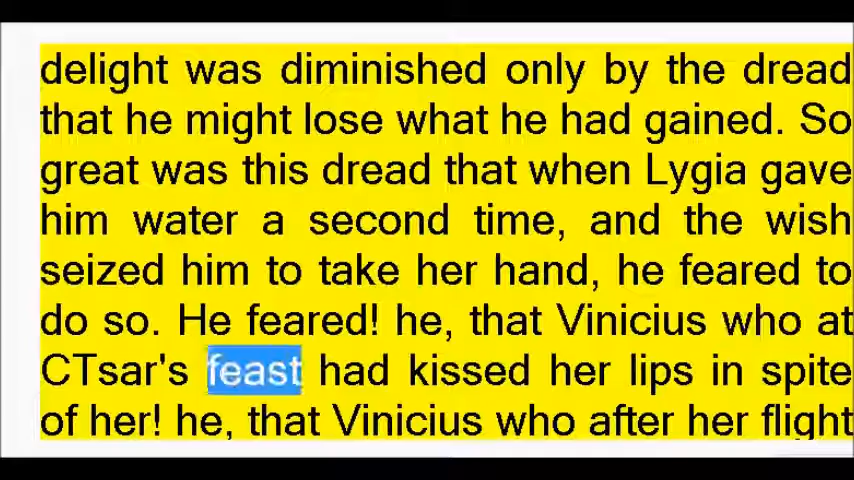 delight was diminished only by the dread
that he might lose what he had gained. So
great was this dread that when Lygia gave
him water a second time, and the wish
seized him to take her hand, he feared to
do so. He feared! he, that Vinicius who at
CTsar's feast had kissed her lips in spite
of her! he, that Vinicius who after her flight